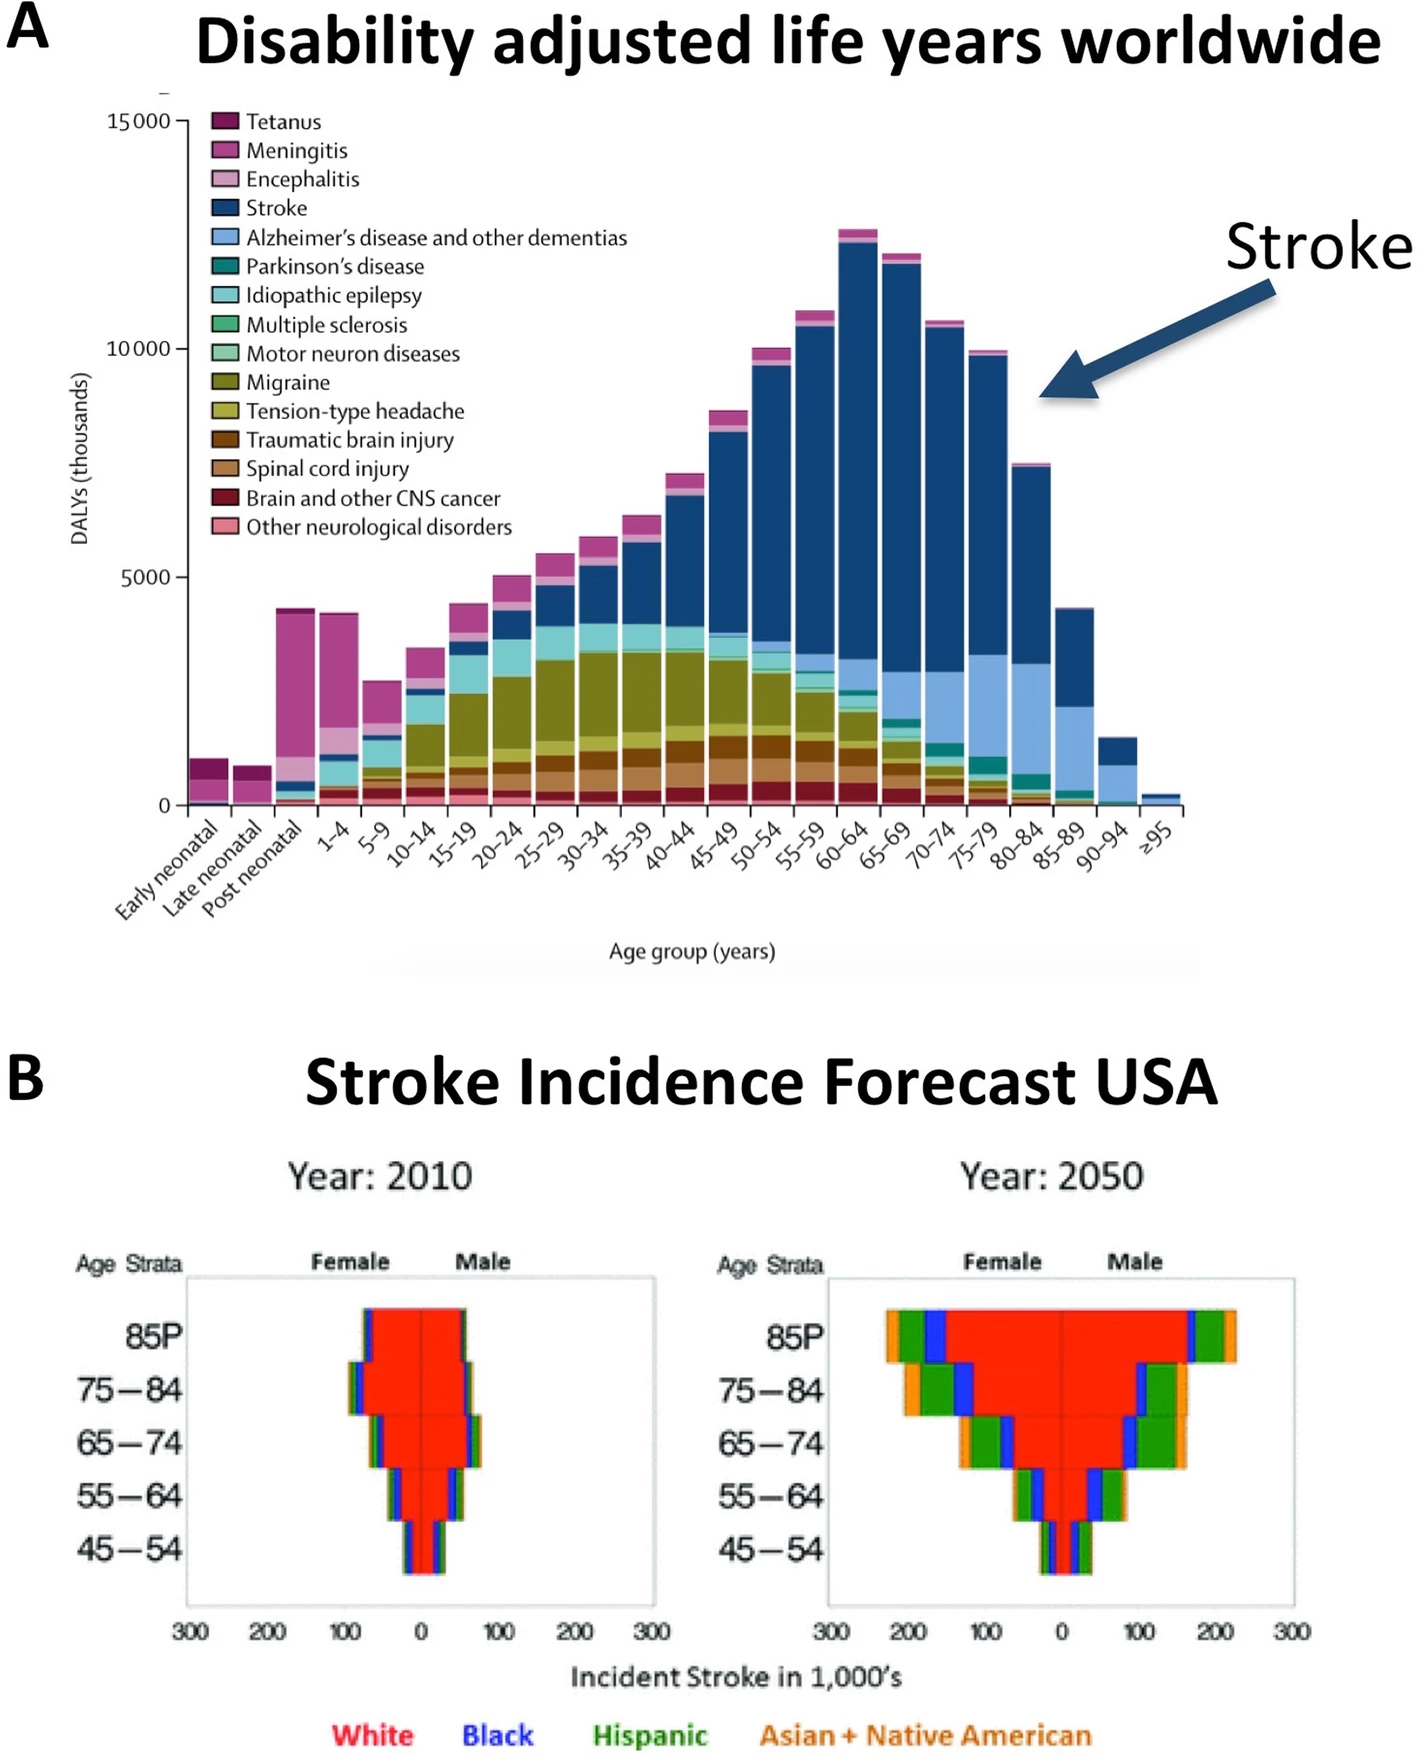 A
Disability adjusted life years worldwide
15 000
Tetanus
Meningitis
Encephalitis
Stroke
Alzheimer's disease and other dementias
Parkinson's disease
Idiopathic epilepsy
Multiple sclerosis
Motor neuron diseases
Migraine
Tension-type headache
Traumatic brain injury
Spinal cord injury
Brain and other CNS cancer
Other neurological disorders
Stroke
10 000
5000
0
DALYs (thousands)
Early neonatal
Late neonatal
Post neonatal
1–4
5–9
10–14
15–19
20–24
25–29
30–34
35–39
40–44
45–49
50–54
55–59
60–64
65–69
70–74
75–79
80–84
85–89
90–94
≥95
Age group (years)
B
Stroke Incidence Forecast USA
Year: 2010
Age Strata Female Male
85P
75–84
65–74
55–64
45–54
300 200 100 0 100 200 300
Year: 2050
Age Strata Female Male
85P
75–84
65–74
55–64
45–54
300 200 100 0 100 200 300
Incident Stroke in 1,000's
White Black Hispanic Asian + Native American